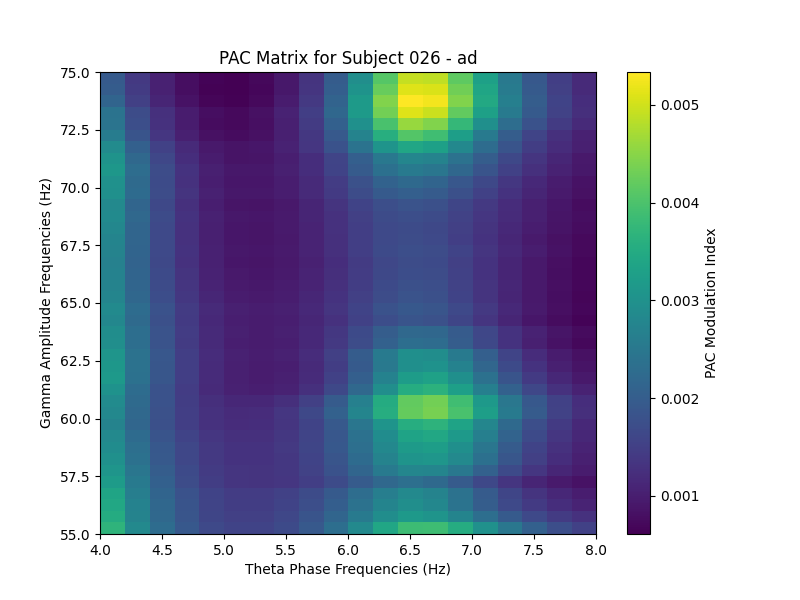 PAC Matrix for Subject 026 - ad
75.0
72.5
70.0
67.5
65.0
62.5
60.0
57.5
55.0
Gamma Amplitude Frequencies (Hz)
4.0 4.5 5.0 5.5 6.0 6.5 7.0 7.5 8.0
Theta Phase Frequencies (Hz)
0.005
0.004
0.003
0.002
0.001
PAC Modulation Index